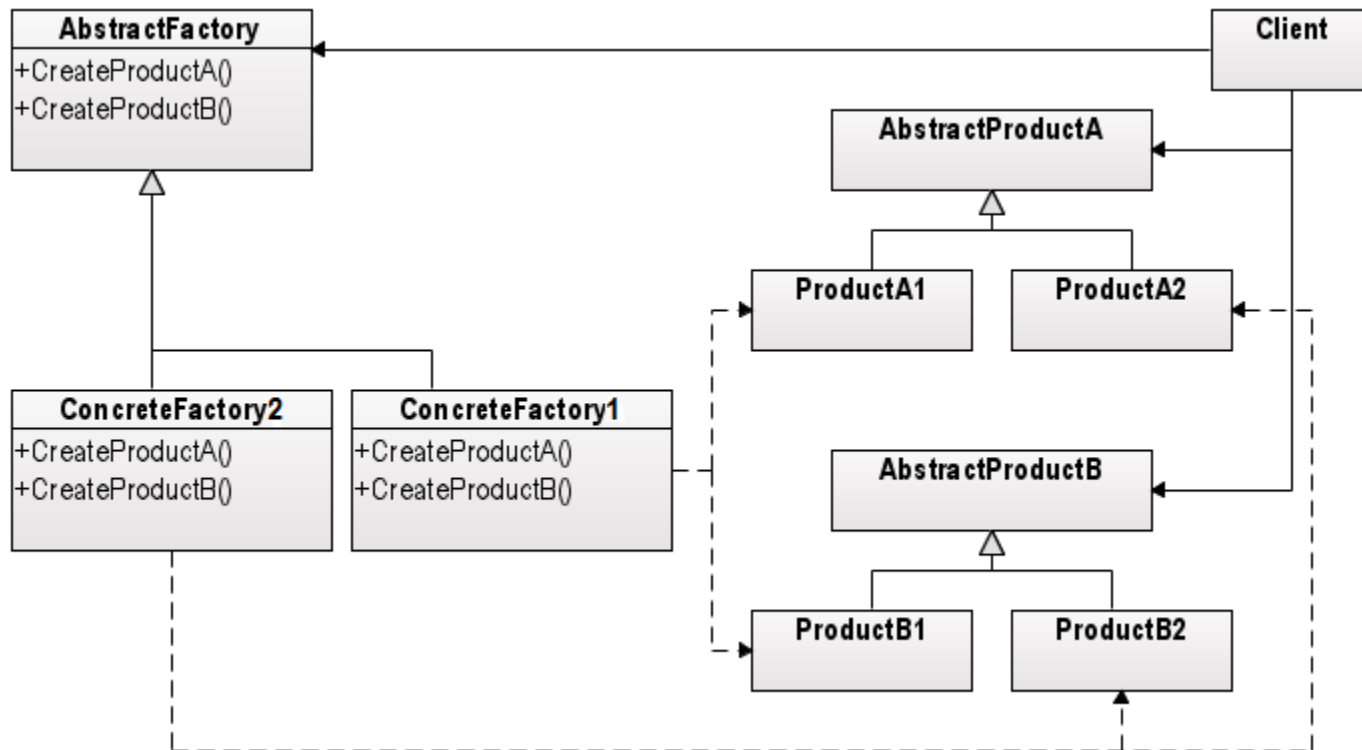 AbstractFactory
+CreateProductA()
+CreateProductB()
Client
AbstractProductA
ProductA1
ProductA2
ConcreteFactory2
+CreateProductA()
+CreateProductB()
ConcreteFactory1
+CreateProductA()
+CreateProductB()
AbstractProductB
ProductB1
ProductB2